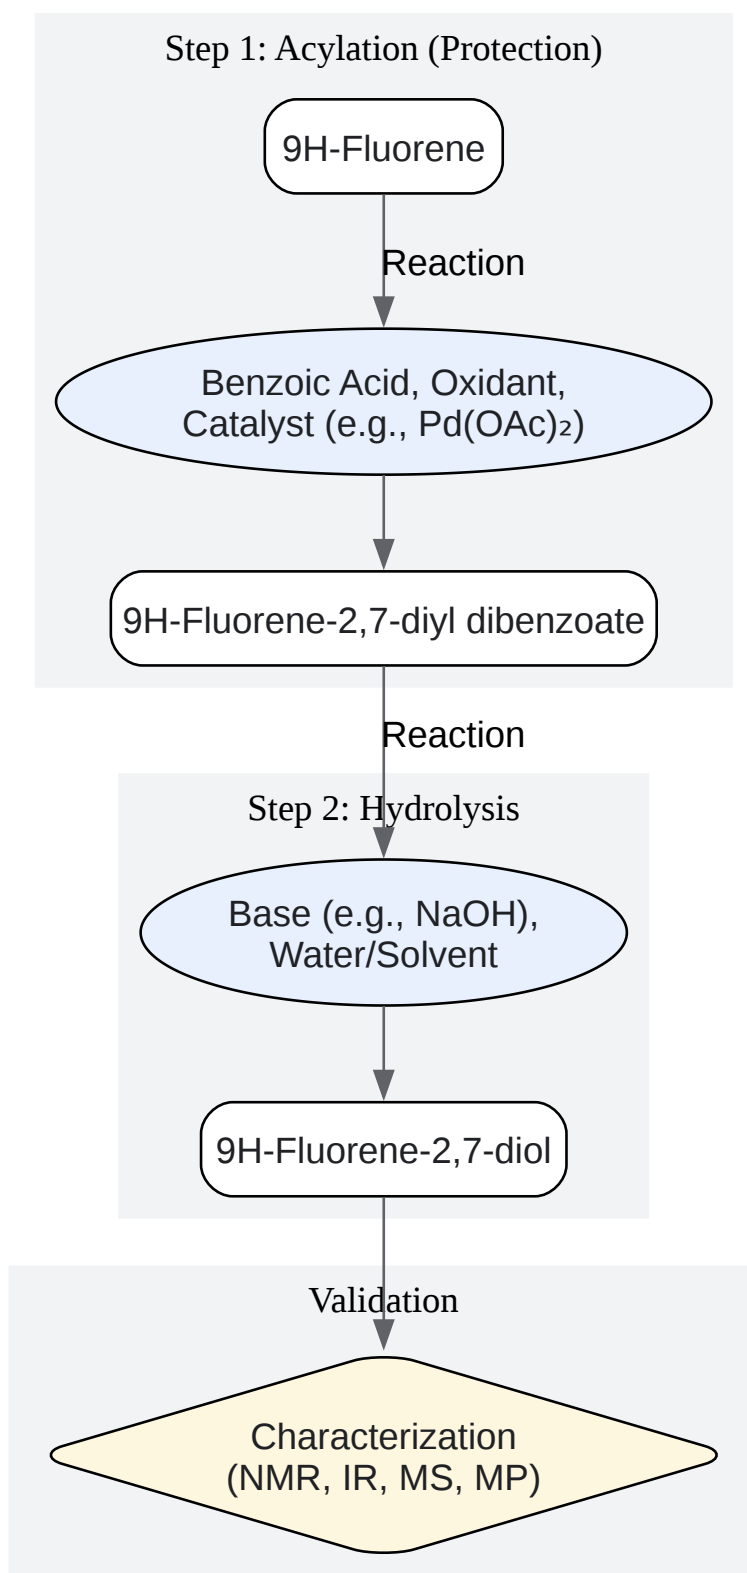 Step 1: Acylation (Protection)
9H-Fluorene
Reaction
Benzoic Acid, Oxidant,
Catalyst (e.g., Pd(OAc)₂)
9H-Fluorene-2,7-diyl dibenzoate
Reaction
Step 2: Hydrolysis
Base (e.g., NaOH),
Water/Solvent
9H-Fluorene-2,7-diol
Validation
Characterization
(NMR, IR, MS, MP)